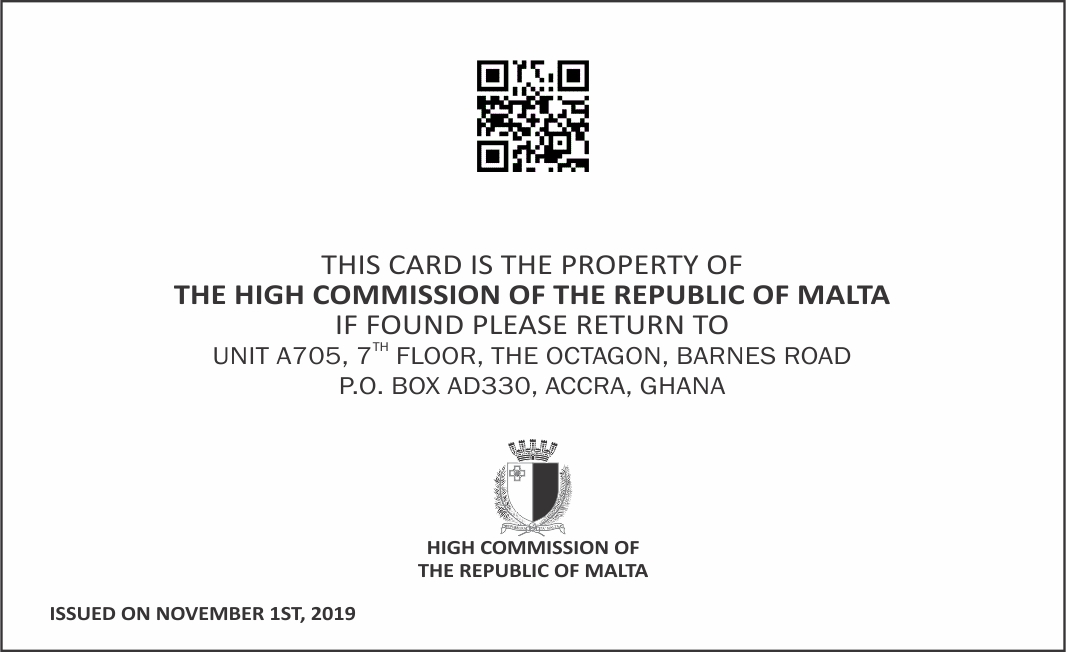 THIS CARD IS THE PROPERTY OF
THE HIGH COMMISSION OF THE REPUBLIC OF MALTA
IF FOUND PLEASE RETURN TO
UNIT A705, 7TH FLOOR, THE OCTAGON, BARNES ROAD
P.O. BOX AD330, ACCRA, GHANA
HIGH COMMISSION OF
THE REPUBLIC OF MALTA
ISSUED ON NOVEMBER 1ST, 2019